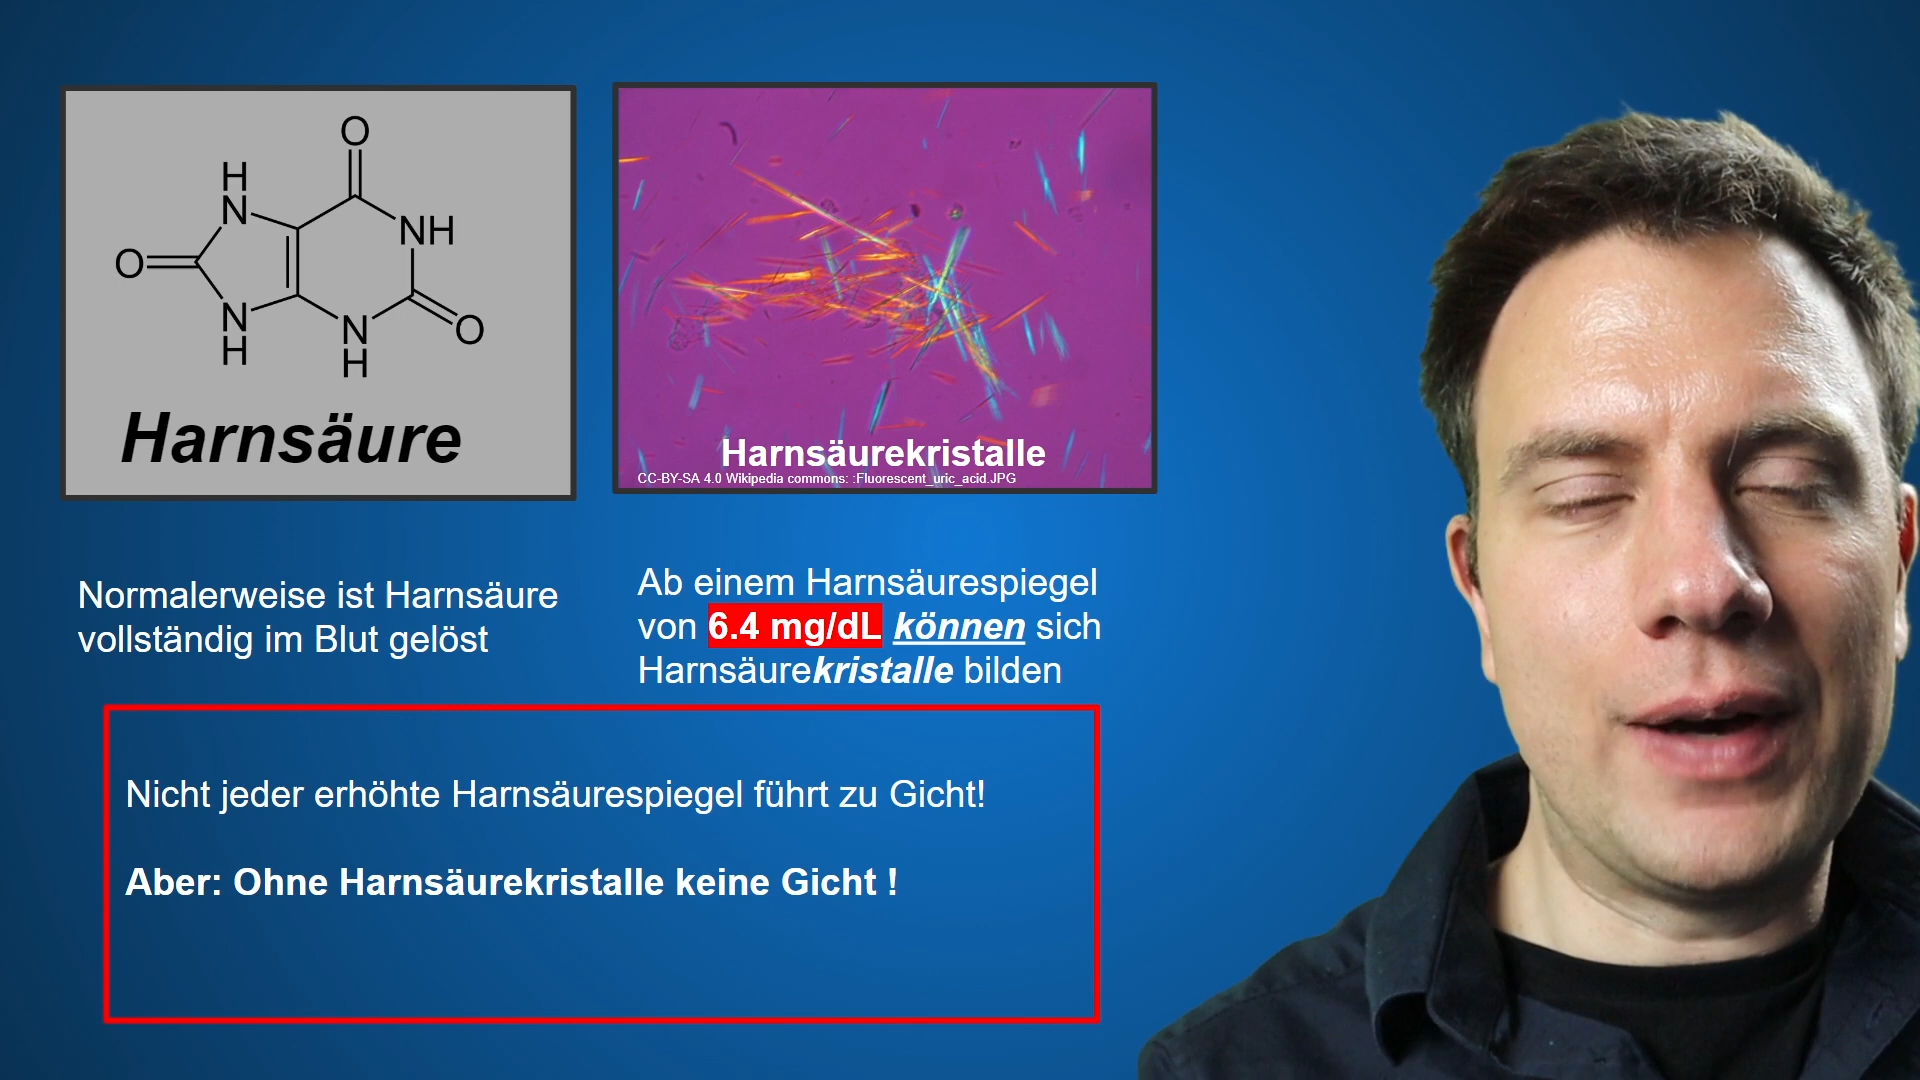 O
H
N
NH
O
N
H
N
H
O
Harnsäure
Harnsäurekristalle
CC-BY-SA 4.0 Wikipedia commons: :Fluorescent_uric_acid.JPG
Normalerweise ist Harnsäure
vollständig im Blut gelöst
Ab einem Harnsäurespiegel
von 6.4 mg/dL können sich
Harnsäurekristalle bilden
Nicht jeder erhöhte Harnsäurespiegel führt zu Gicht!
Aber: Ohne Harnsäurekristalle keine Gicht !